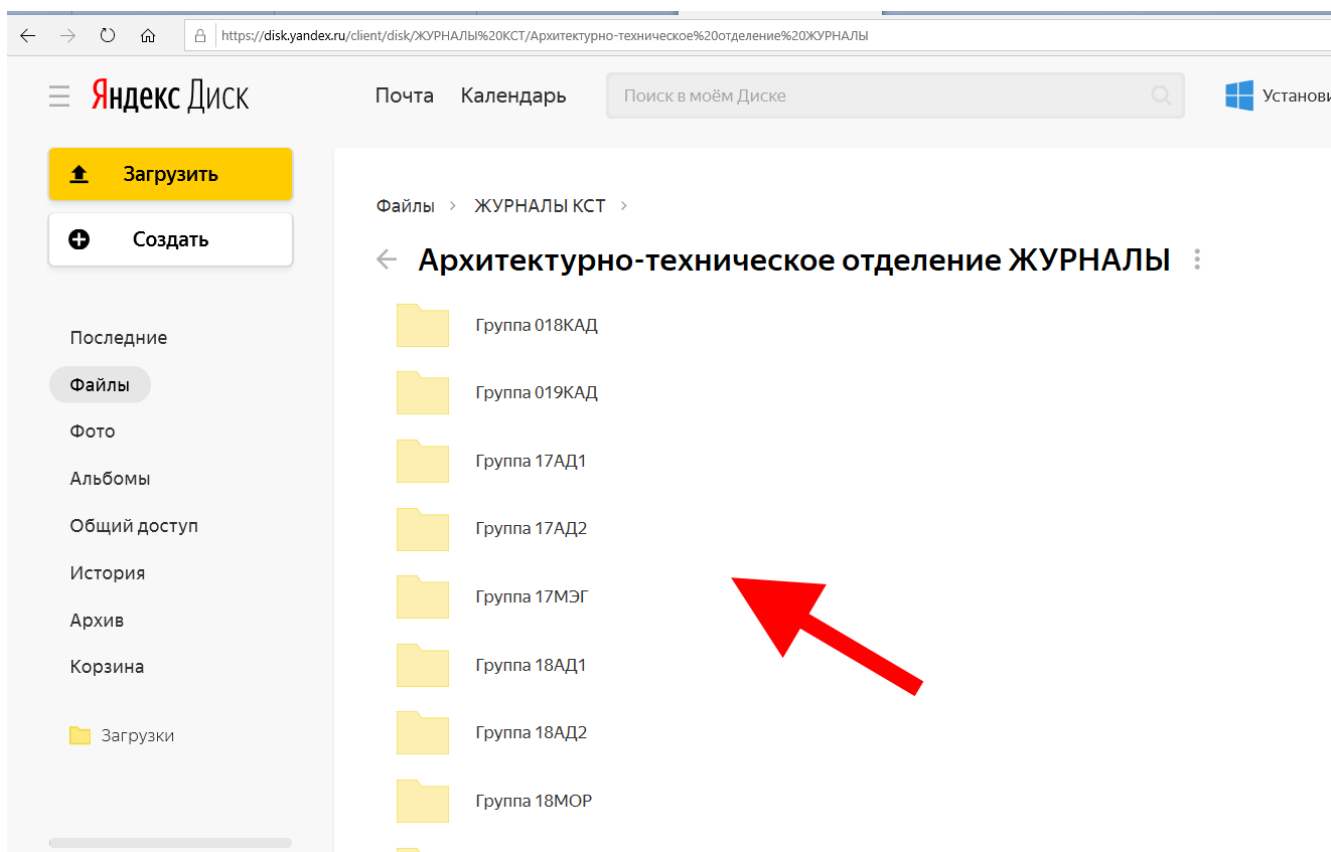 https://disk.yandex.ru/client/disk/ЖУРНАЛЫ%20КСТ/Архитектурно-техническое%20отделение%20ЖУРНАЛЫ
Яндекс Диск
Почта Календарь Поиск в моём Диске
Загрузить
Создать
Последние
Файлы
Фото
Альбомы
Общий доступ
История
Архив
Корзина
Загрузки
Файлы > ЖУРНАЛЫ КСТ >
Архитектурно-техническое отделение ЖУРНАЛЫ
Группа 018КАД
Группа 019КАД
Группа 17АД1
Группа 17АД2
Группа 17МЭГ
Группа 18АД1
Группа 18АД2
Группа 18МОР